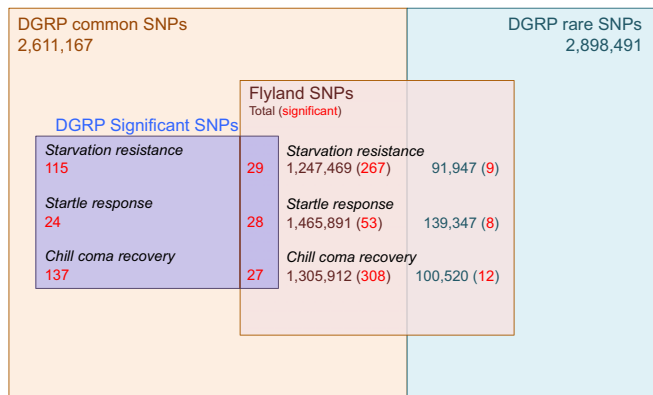 DGRP common SNPs
2,611,167
DGRP rare SNPs
2,898,491
Flyland SNPs
Total (significant)
DGRP Significant SNPs
Starvation resistance
115
29
Starvation resistance
1,247,469 (267)
91,947 (9)
Startle response
24
28
Startle response
1,465,891 (53)
139,347 (8)
Chill coma recovery
137
27
Chill coma recovery
1,305,912 (308)
100,520 (12)